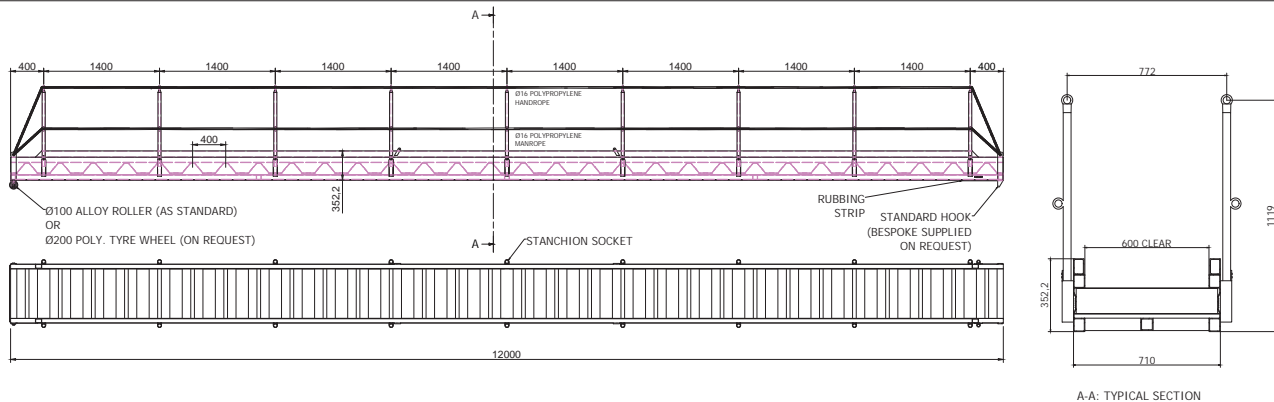 A
400 1400 1400 1400 1400 1400 1400 1400 1400 400
Ø16 POLYPROPYLENE
HANDROPE
Ø16 POLYPROPYLENE
MANROPE
400
352,2
Ø100 ALLOY ROLLER (AS STANDARD)
OR
Ø200 POLY. TYRE WHEEL (ON REQUEST)
RUBBING
STRIP
STANDARD HOOK
(BESPOKE SUPPLIED
ON REQUEST)
A
STANCHION SOCKET
12000
772
1119
600 CLEAR
352,2
710
A-A: TYPICAL SECTION